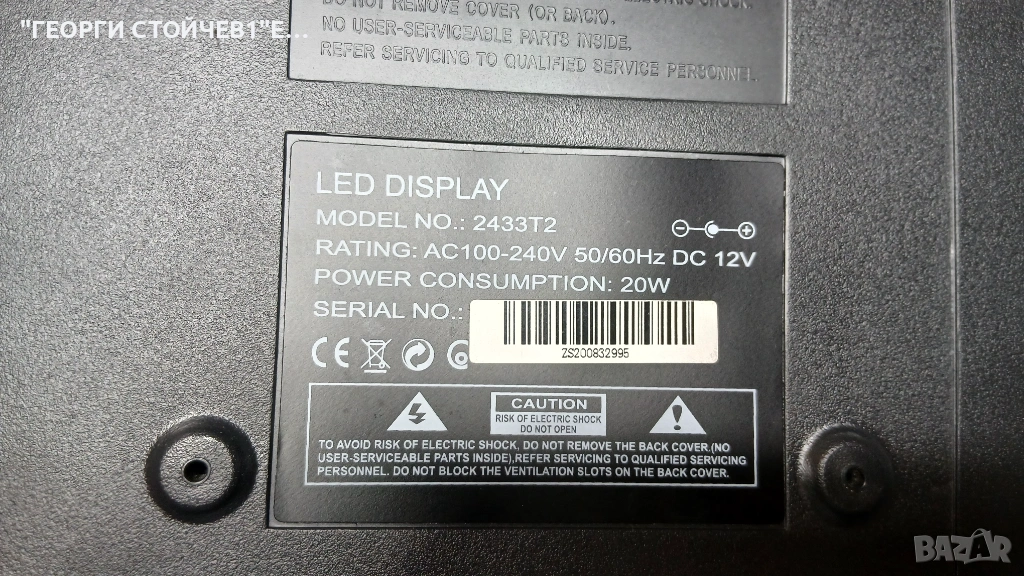 "ГЕОРГИ СТОЙЧЕВ1"Е...
DO NOT REMOVE COVER (OR BACK).
NO USER-SERVICEABLE PARTS INSIDE.
REFER SERVICING TO QUALIFIED SERVICE PERSONNEL.
LED DISPLAY
MODEL NO.: 2433T2
RATING: AC100-240V 50/60Hz DC 12V
POWER CONSUMPTION: 20W
SERIAL NO.:
ZS200832995
CE
CAUTION
RISK OF ELECTRIC SHOCK
DO NOT OPEN
TO AVOID RISK OF ELECTRIC SHOCK, DO NOT REMOVE THE BACK COVER.(NO
USER-SERVICEABLE PARTS INSIDE),REFER SERVICING TO QUALIFIED SERVICING
PERSONNEL. DO NOT BLOCK THE VENTILATION SLOTS ON THE BACK COVER.
BAZAR